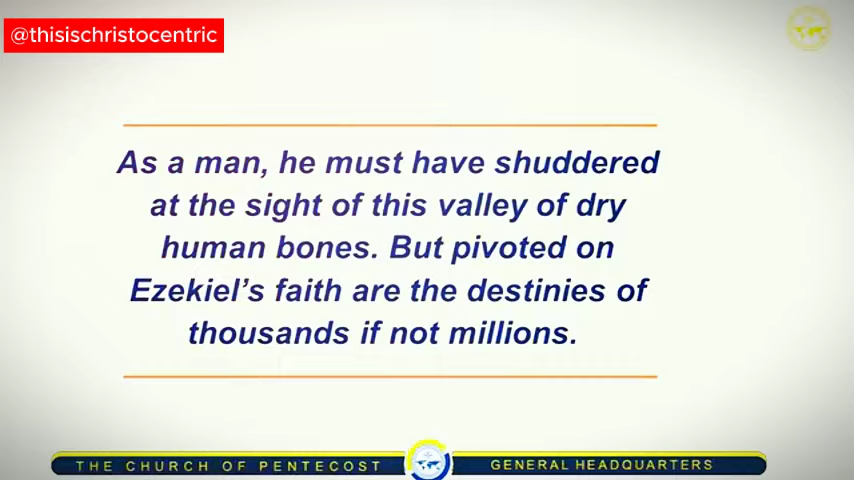 @thisischristocentric
As a man, he must have shuddered
at the sight of this valley of dry
human bones. But pivoted on
Ezekiel’s faith are the destinies of
thousands if not millions.
THE CHURCH OF PENTECOST
GENERAL HEADQUARTERS